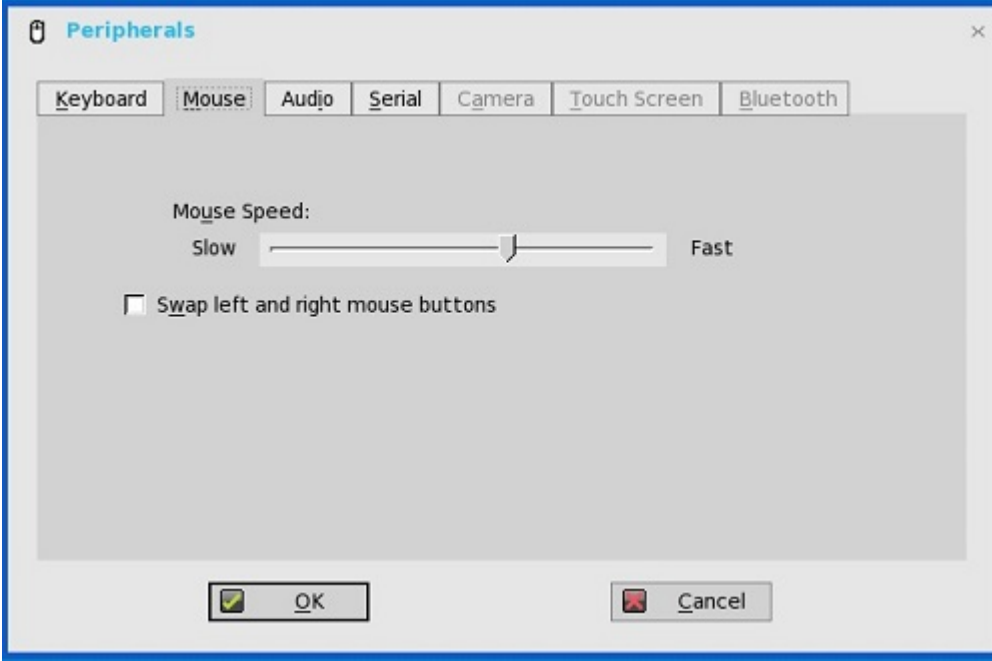 Peripherals
Keyboard Mouse Audio Serial Camera Touch Screen Bluetooth
Mouse Speed:
Slow Fast
Swap left and right mouse buttons
OK Cancel